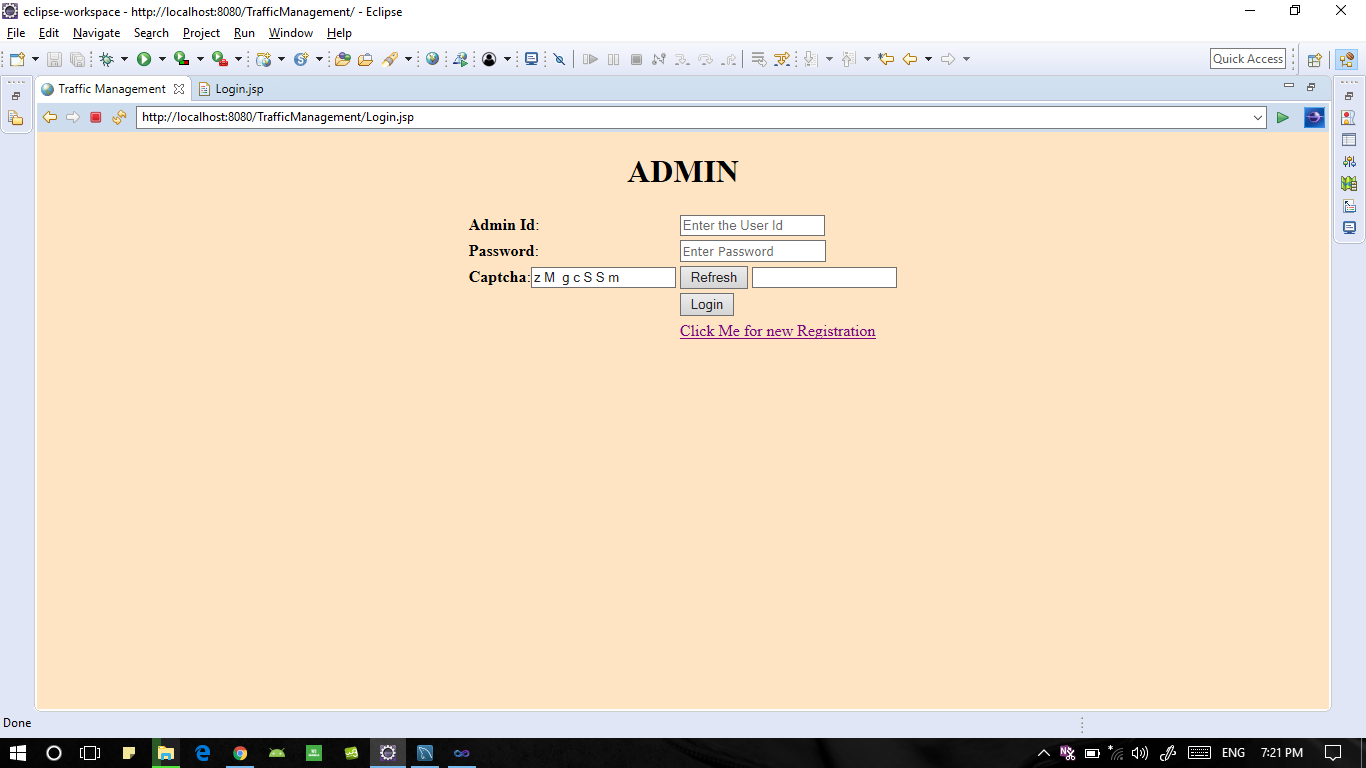 eclipse-workspace - http://localhost:8080/TrafficManagement/ - Eclipse
File Edit Navigate Search Project Run Window Help
Quick Access
Traffic Management Login.jsp
http://localhost:8080/TrafficManagement/Login.jsp
ADMIN
Admin Id: Enter the User Id
Password: Enter Password
Captcha: z M g c S S m Refresh
Login
Click Me for new Registration
Done
ENG 7:21 PM